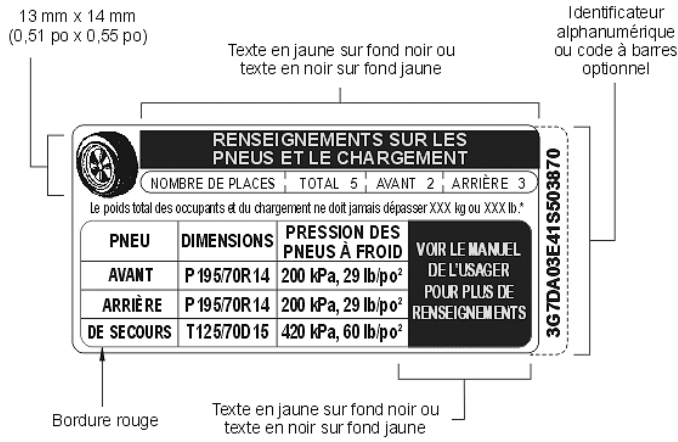 13 mm x 14 mm
(0,51 po x 0,55 po)
Texte en jaune sur fond noir ou
texte en noir sur fond jaune
Identificateur
alphanumérique
ou code à barres
optionnel
RENSEIGNEMENTS SUR LES
PNEUS ET LE CHARGEMENT
NOMBRE DE PLACES TOTAL 5 AVANT 2 ARRIÈRE 3
Le poids total des occupants et du chargement ne doit jamais dépasser XXX kg ou XXX lb.*
PNEU DIMENSIONS PRESSION DES PNEUS À FROID
AVANT P195/70R14 200 kPa, 29 lb/po²
ARRIÈRE P195/70R14 200 kPa, 29 lb/po²
DE SECOURS T125/70D15 420 kPa, 60 lb/po²
VOIR LE MANUEL
DE L'USAGER
POUR PLUS DE
RENSEIGNEMENTS
3G7DA03E41S503870
Bordure rouge
Texte en jaune sur fond noir ou
texte en noir sur fond jaune